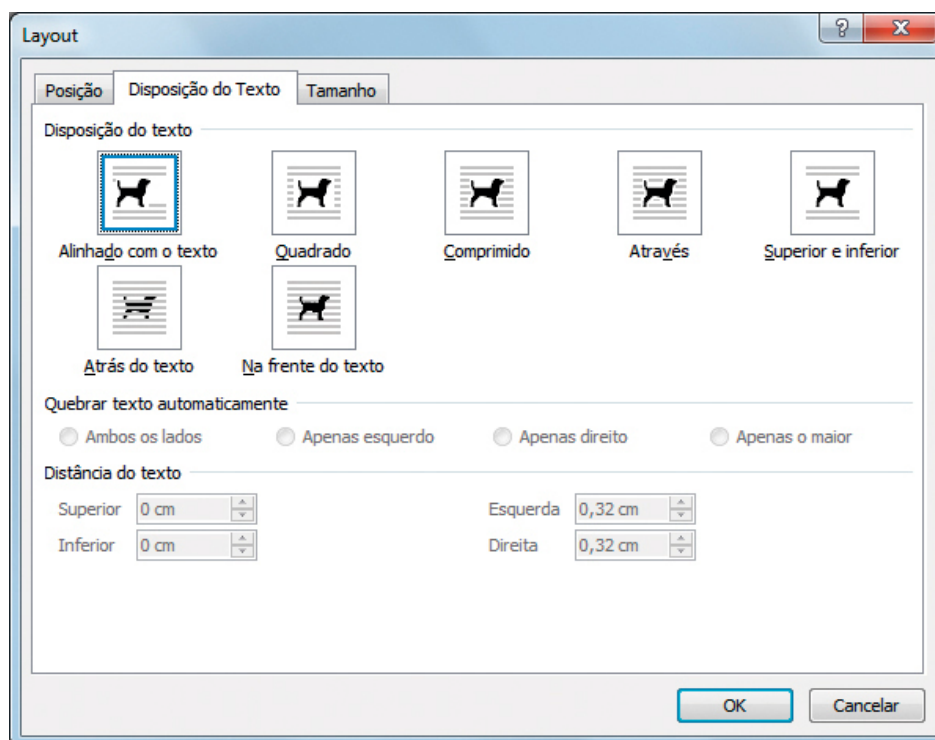 Layout
Posição Disposição do Texto Tamanho
Disposição do texto
Alinhado com o texto Quadrado Comprimido Através Superior e inferior
Atrás do texto Na frente do texto
Quebrar texto automaticamente
Ambos os lados Apenas esquerdo Apenas direito Apenas o maior
Distância do texto
Superior 0 cm Esquerda 0,32 cm
Inferior 0 cm Direita 0,32 cm
OK Cancelar